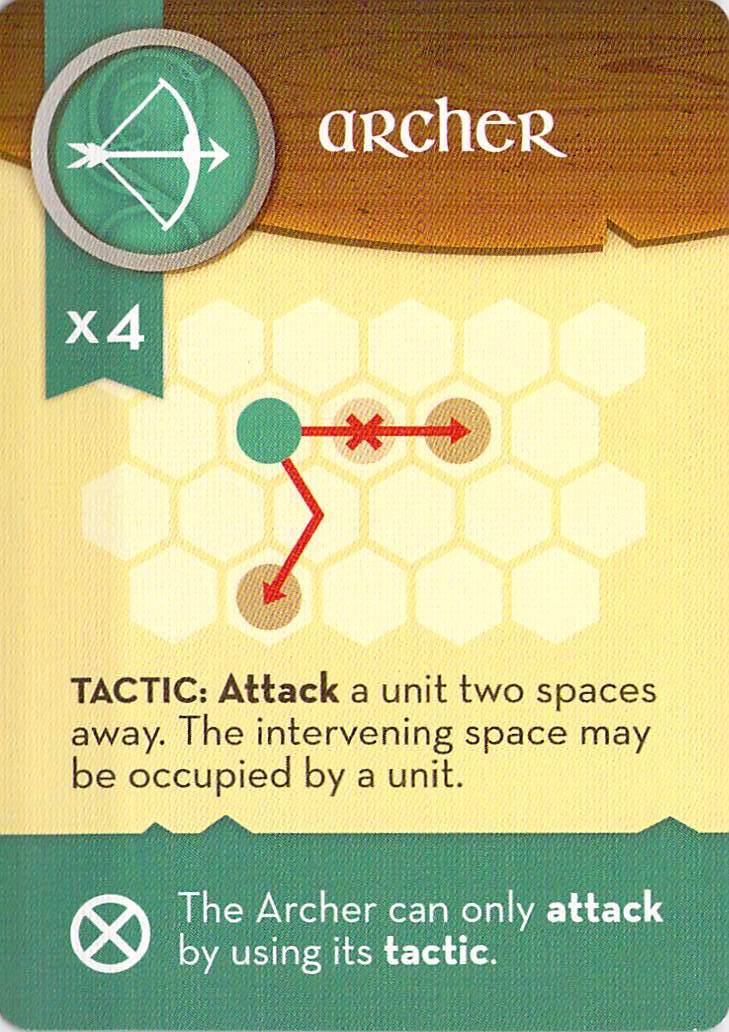 archer
x4
TACTIC: Attack a unit two spaces
away. The intervening space may
be occupied by a unit.
The Archer can only attack
by using its tactic.